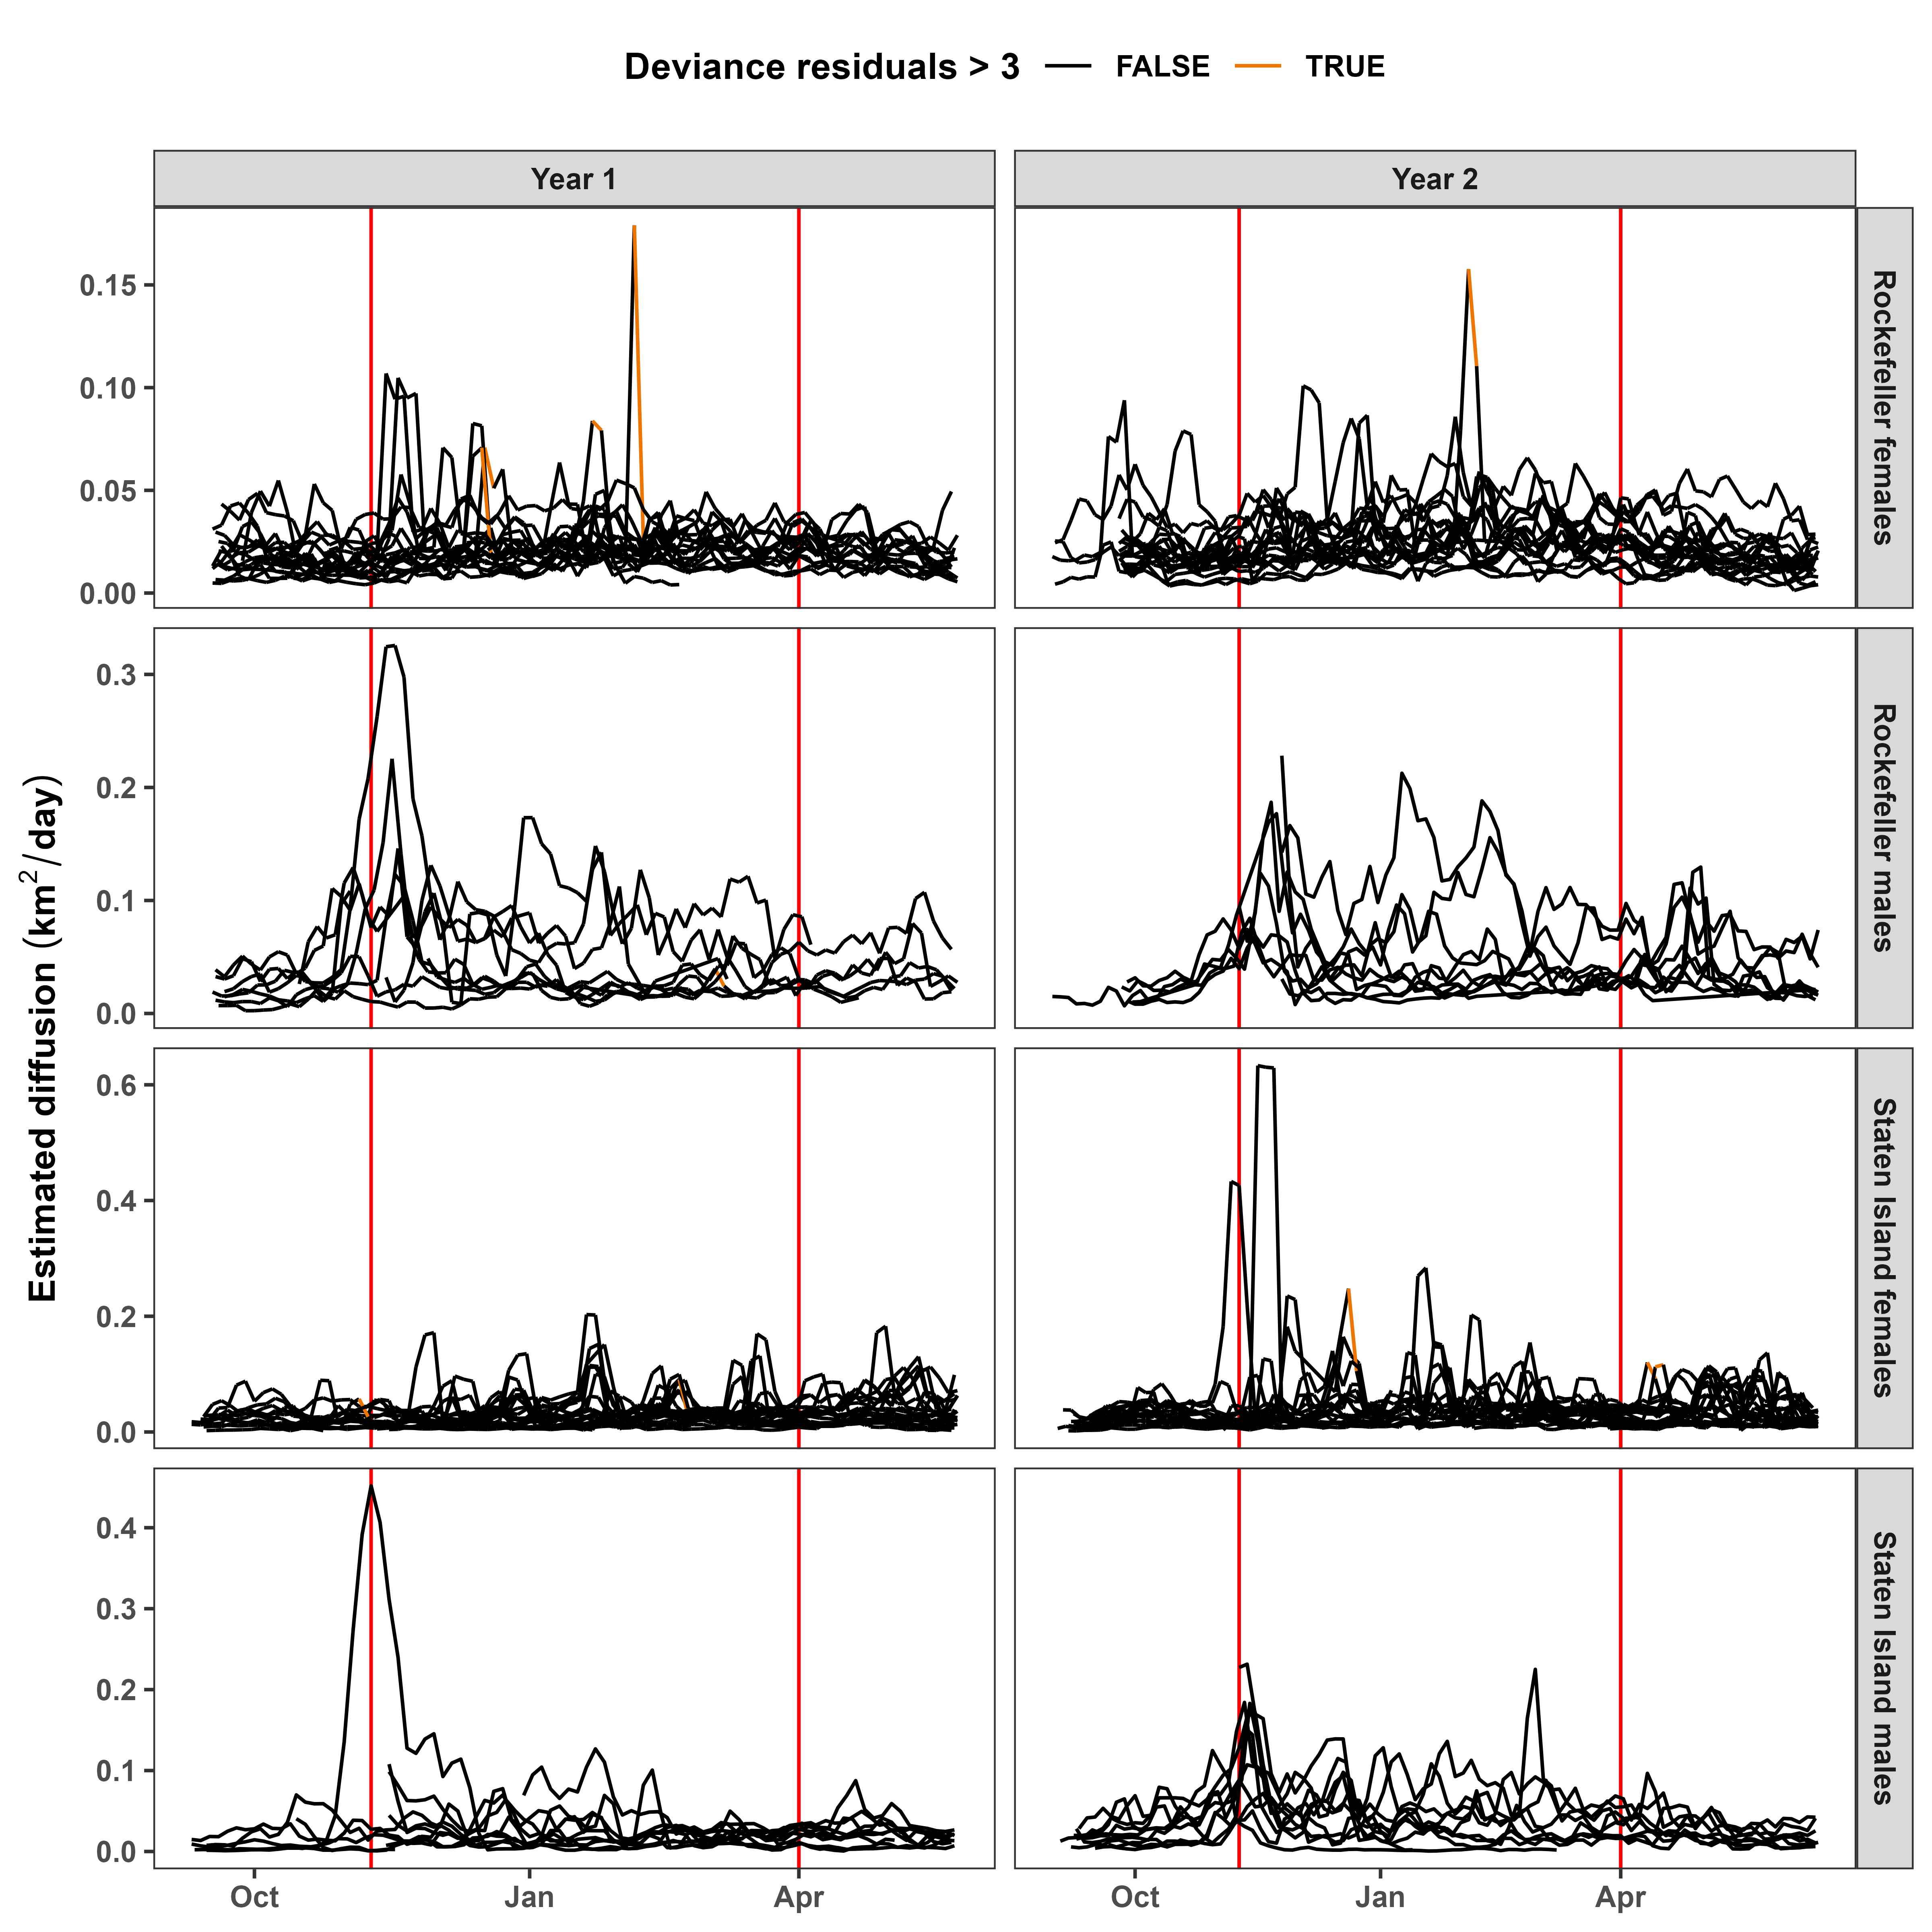 Deviance residuals > 3 FALSE TRUE
Year 1 Year 2
Estimated diffusion (km²/day)
0.15
0.10
0.05
0.00
Rockefeller females
0.3
0.2
0.1
0.0
Rockefeller males
0.6
0.4
0.2
0.0
Staten Island females
0.4
0.3
0.2
0.1
0.0
Staten Island males
Oct Jan Apr Oct Jan Apr